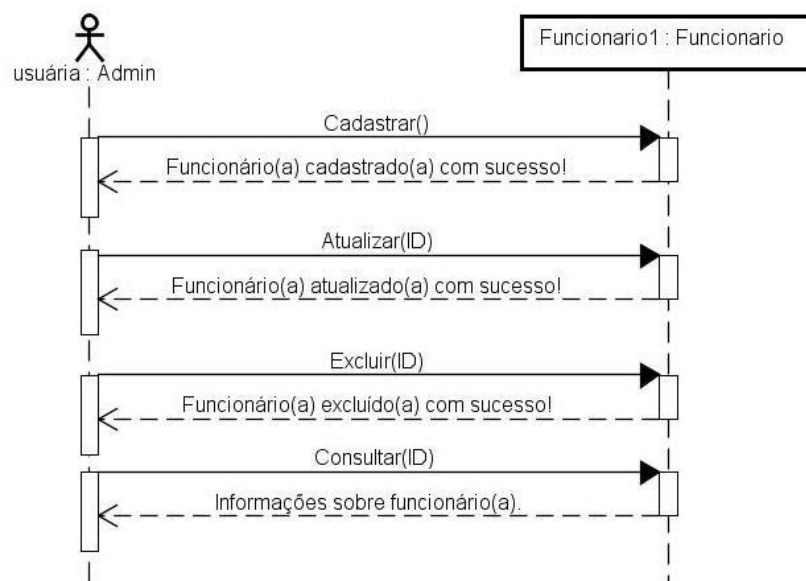 usuária : Admin
Funcionario1 : Funcionario
Cadastrar()
Funcionário(a) cadastrado(a) com sucesso!
Atualizar(ID)
Funcionário(a) atualizado(a) com sucesso!
Excluir(ID)
Funcionário(a) excluído(a) com sucesso!
Consultar(ID)
Informações sobre funcionário(a).